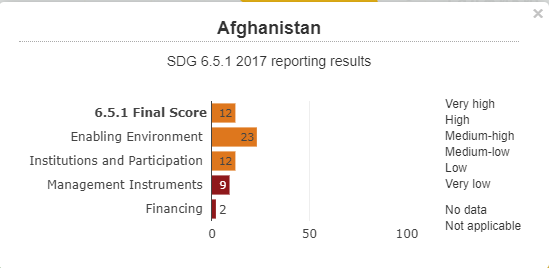 ×
Afghanistan
SDG 6.5.1 2017 reporting results
6.5.1 Final Score 12
Enabling Environment 23
Institutions and Participation 12
Management Instruments 9
Financing 2
0 50 100
Very high
High
Medium-high
Medium-low
Low
Very low
No data
Not applicable